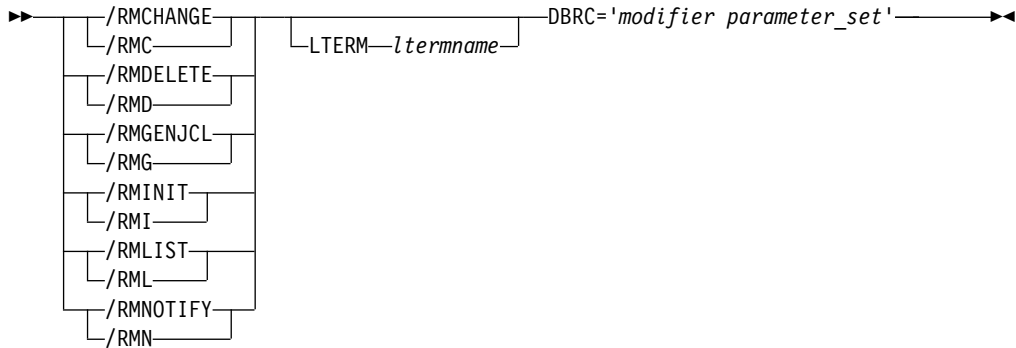 /RMCHANGE DBRC='modifier parameter_set'
/RMC LTERM ltermname
/RMDELETE
/RMD
/RMGENJCL
/RMG
/RMINIT
/RMI
/RMLIST
/RML
/RMNOTIFY
/RMN